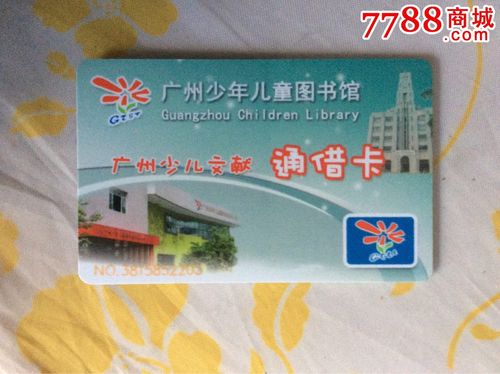 7788商城
广州少年儿童图书馆
Guangzhou Children Library
广州少儿文献 通借卡
NO.3815852203